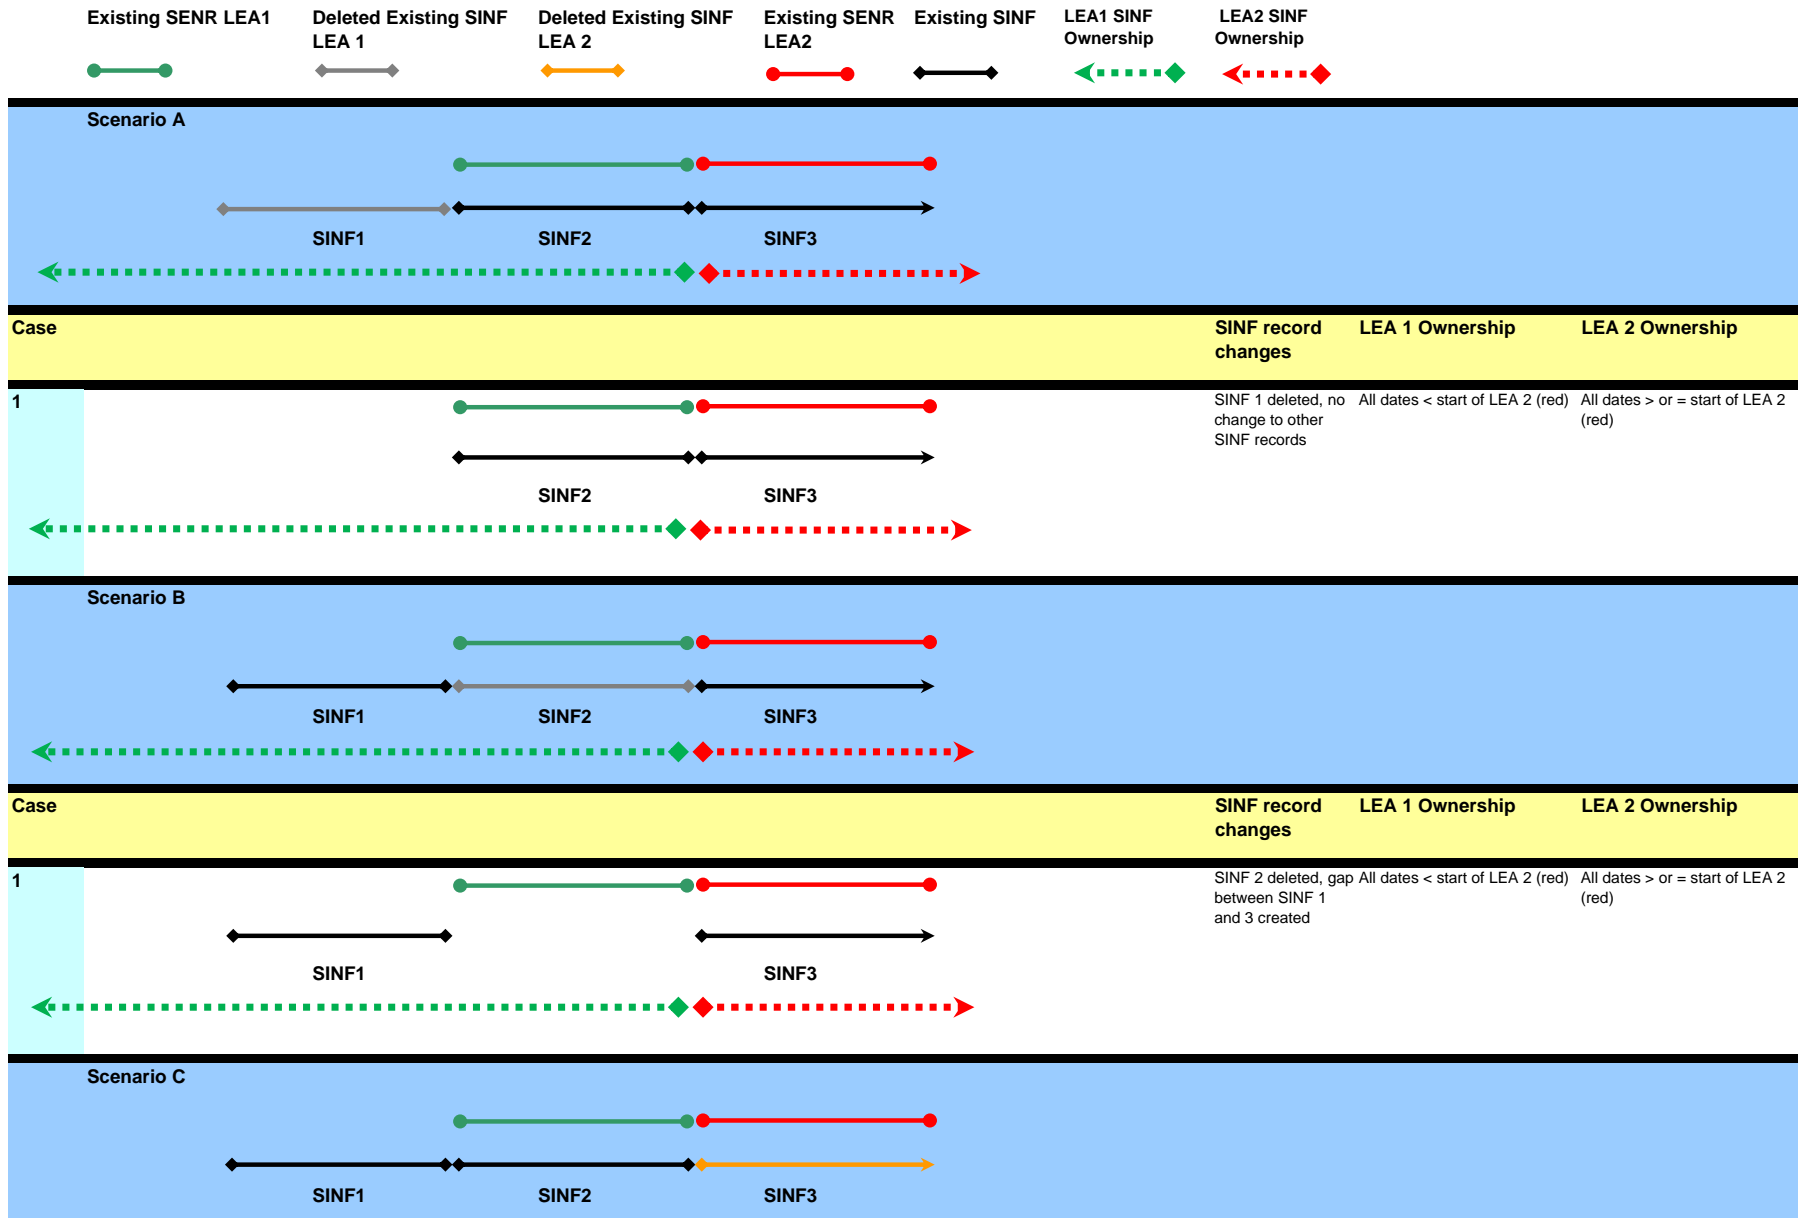 Existing SENR LEA1
Deleted Existing SINF
LEA 1
Deleted Existing SINF
LEA 2
Existing SENR
LEA2
Existing SINF
LEA1 SINF
Ownership
LEA2 SINF
Ownership
Scenario A
SINF1
SINF2
SINF3
Case
SINF record
changes
LEA 1 Ownership
LEA 2 Ownership
1
SINF 1 deleted, no
change to other
SINF records
All dates < start of LEA 2 (red)
All dates > or = start of LEA 2
(red)
SINF2
SINF3
Scenario B
SINF1
SINF2
SINF3
Case
SINF record
changes
LEA 1 Ownership
LEA 2 Ownership
1
SINF 2 deleted, gap
between SINF 1
and 3 created
All dates < start of LEA 2 (red)
All dates > or = start of LEA 2
(red)
SINF1
SINF3
Scenario C
SINF1
SINF2
SINF3